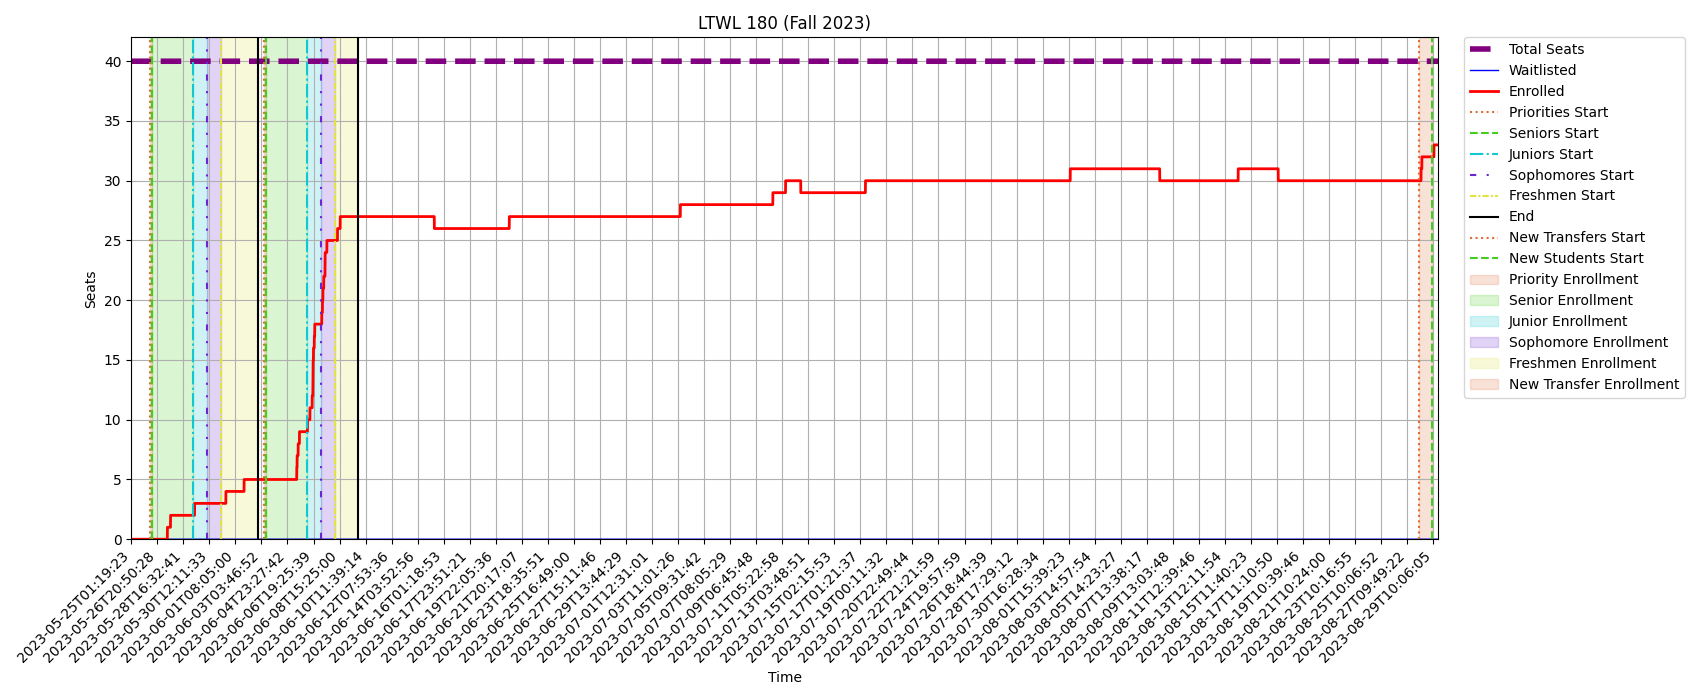 LTWL 180 (Fall 2023)
Seats
40
35
30
25
20
15
10
5
0
2023-05-25T01:19:23
2023-05-26T20:50:28
2023-05-28T16:32:41
2023-05-30T12:11:33
2023-06-01T08:05:00
2023-06-03T03:46:52
2023-06-04T23:27:42
2023-06-06T19:25:39
2023-06-08T15:25:00
2023-06-10T11:39:14
2023-06-12T07:53:36
2023-06-14T03:52:56
2023-06-16T01:18:53
2023-06-17T23:51:21
2023-06-19T22:05:36
2023-06-21T20:17:07
2023-06-23T18:35:51
2023-06-25T16:49:00
2023-06-27T15:11:46
2023-06-29T13:44:29
2023-07-01T12:31:01
2023-07-03T11:01:26
2023-07-05T09:31:42
2023-07-07T08:05:29
2023-07-09T06:45:48
2023-07-11T05:22:58
2023-07-13T03:48:51
2023-07-15T02:15:53
2023-07-17T01:21:37
2023-07-19T00:11:32
2023-07-20T22:49:44
2023-07-22T21:21:59
2023-07-24T19:57:59
2023-07-26T18:44:39
2023-07-28T17:29:12
2023-07-30T16:28:34
2023-08-01T15:39:23
2023-08-03T14:57:54
2023-08-05T14:23:27
2023-08-07T13:38:17
2023-08-09T13:03:48
2023-08-11T12:39:46
2023-08-13T12:11:54
2023-08-15T11:40:23
2023-08-17T11:10:50
2023-08-19T10:39:46
2023-08-21T10:24:00
2023-08-23T10:16:55
2023-08-25T10:06:52
2023-08-27T09:49:22
2023-08-29T10:06:05
Time
Total Seats
Waitlisted
Enrolled
Priorities Start
Seniors Start
Juniors Start
Sophomores Start
Freshmen Start
End
New Transfers Start
New Students Start
Priority Enrollment
Senior Enrollment
Junior Enrollment
Sophomore Enrollment
Freshmen Enrollment
New Transfer Enrollment